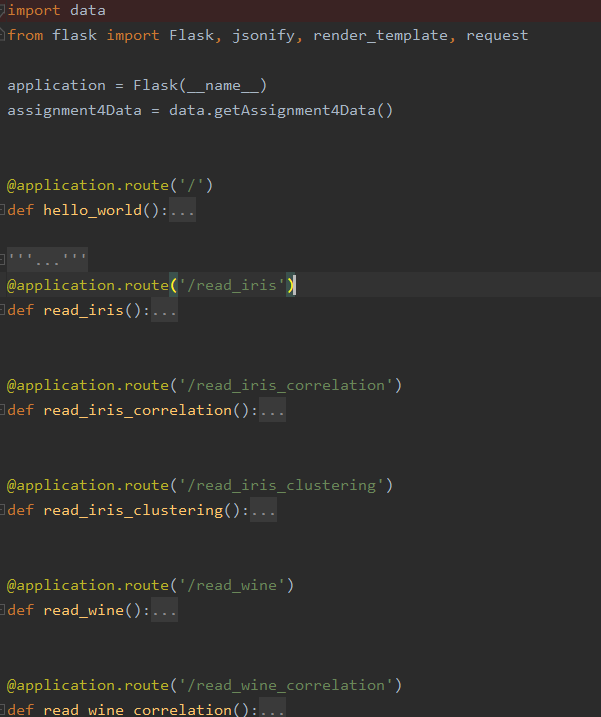 import data
from flask import Flask, jsonify, render_template, request
application = Flask(__name__)
assignment4Data = data.getAssignment4Data()
@application.route('/')
def hello_world():...
'''...'''
@application.route('/read_iris')
def read_iris():...
@application.route('/read_iris_correlation')
def read_iris_correlation():...
@application.route('/read_iris_clustering')
def read_iris_clustering():...
@application.route('/read_wine')
def read_wine():...
@application.route('/read_wine_correlation')
def read_wine_correlation():...